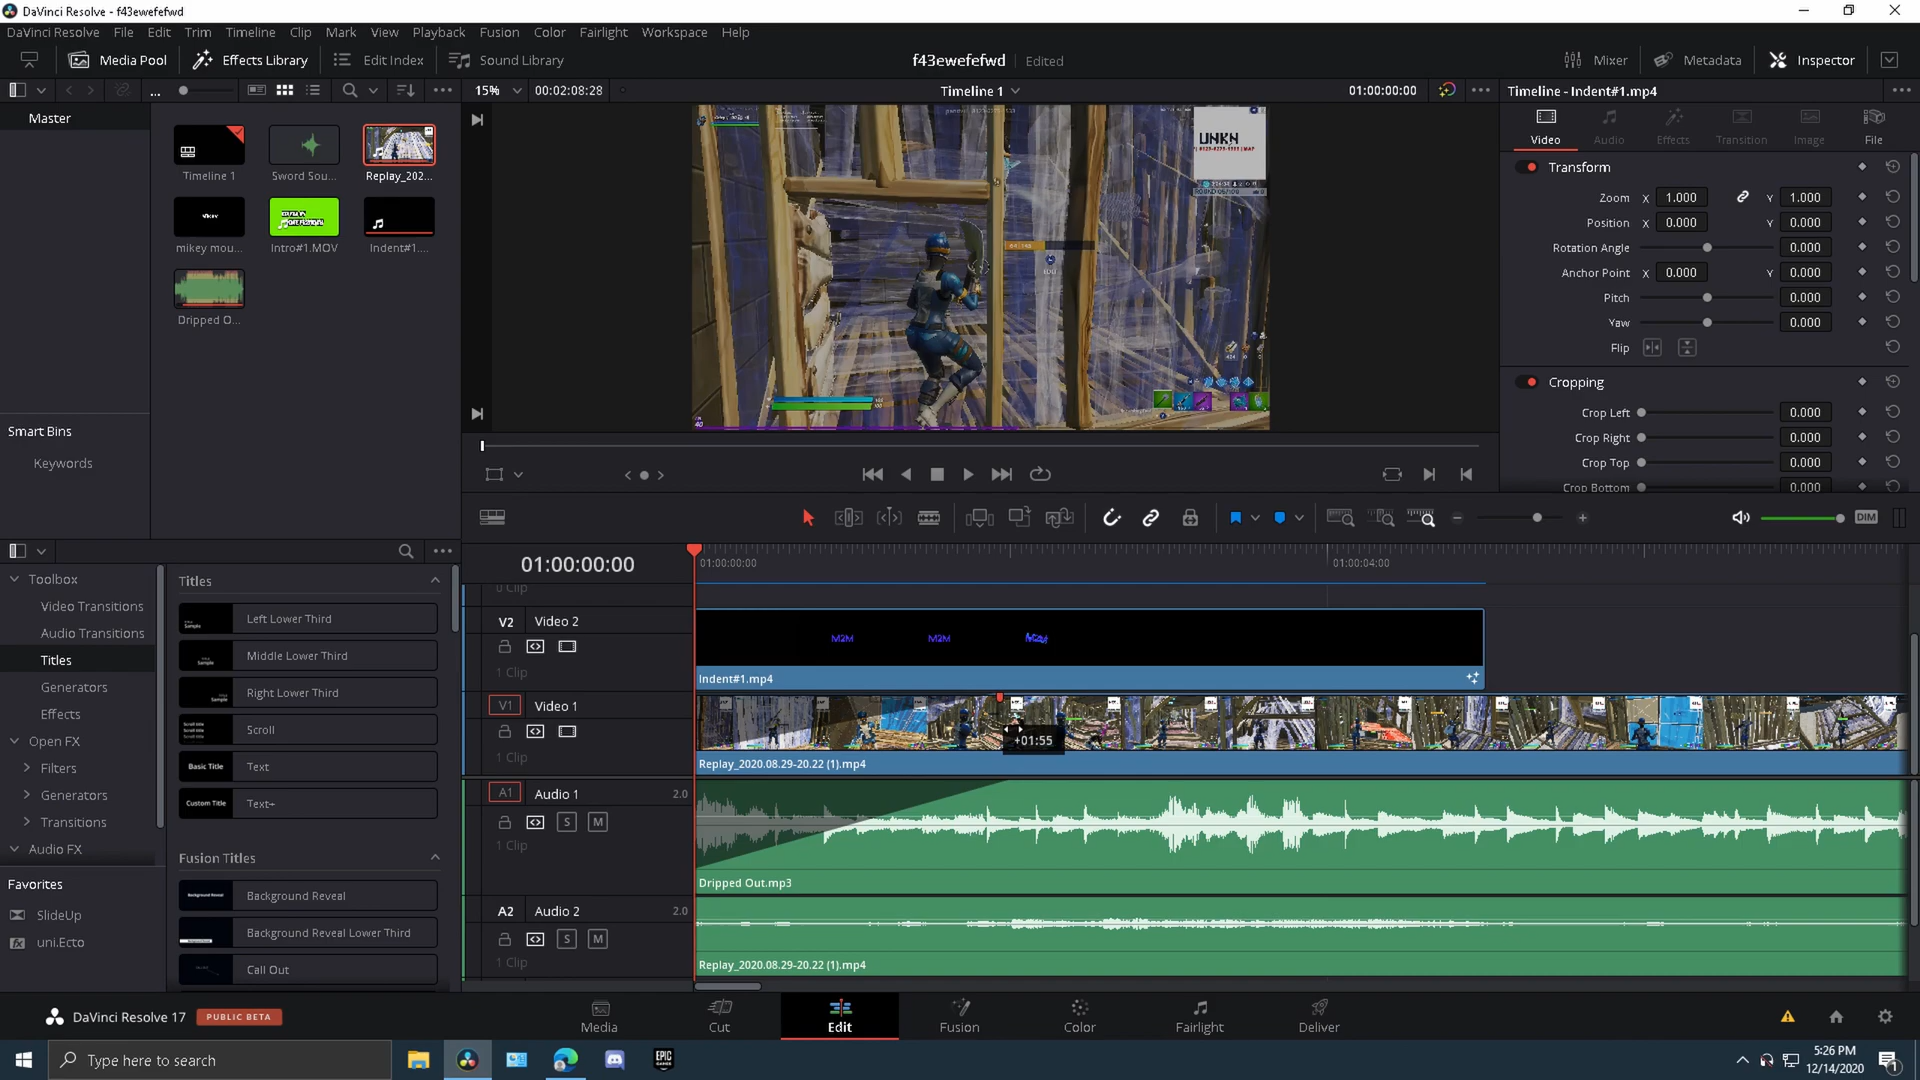 DaVinci Resolve - f43ewefefwd
DaVinci Resolve File Edit Trim Timeline Clip Mark View Playback Fusion Color Fairlight Workspace Help
Media Pool Effects Library Edit Index Sound Library f43ewefefwd Edited Mixer Metadata Inspector
... 15% 00:02:08:28 Timeline 1 01:00:00:00 Timeline - Indent#1.mp4
Master
Timeline 1 Sword Sou... Replay_202...
mikey mou... Intro#1.MOV Indent#1....
Dripped O...
Smart Bins
Keywords
UNKN
Video Audio Effects Transition Image File
Transform
Zoom X 1.000 Y 1.000
Position X 0.000 Y 0.000
Rotation Angle 0.000
Anchor Point X 0.000 Y 0.000
Pitch 0.000
Yaw 0.000
Flip
Cropping
Crop Left 0.000
Crop Right 0.000
Crop Top 0.000
Crop Bottom 0.000
DIM
Toolbox
Video Transitions
Audio Transitions
Titles
Generators
Effects
Open FX
Filters
Generators
Transitions
Audio FX
Favorites
SlideUp
uni.Ecto
Titles
Left Lower Third
Middle Lower Third
Right Lower Third
Scroll
Basic Title Text
Custom Title Text+
Fusion Titles
Background Reveal Background Reveal
Background Reveal Lower Third
Call Out
01:00:00:00 01:00:00:00 01:00:04:00
0 Clip
V2 Video 2
1 Clip
M2M M2M
Indent#1.mp4
V1 Video 1
1 Clip
+01:55
Replay_2020.08.29-20.22 (1).mp4
A1 Audio 1 2.0
S M
1 Clip
Dripped Out.mp3
A2 Audio 2 2.0
S M
1 Clip
Replay_2020.08.29-20.22 (1).mp4
DaVinci Resolve 17 PUBLIC BETA
Media Cut Edit Fusion Color Fairlight Deliver
Type here to search
EPIC GAMES
5:26 PM
12/14/2020
1